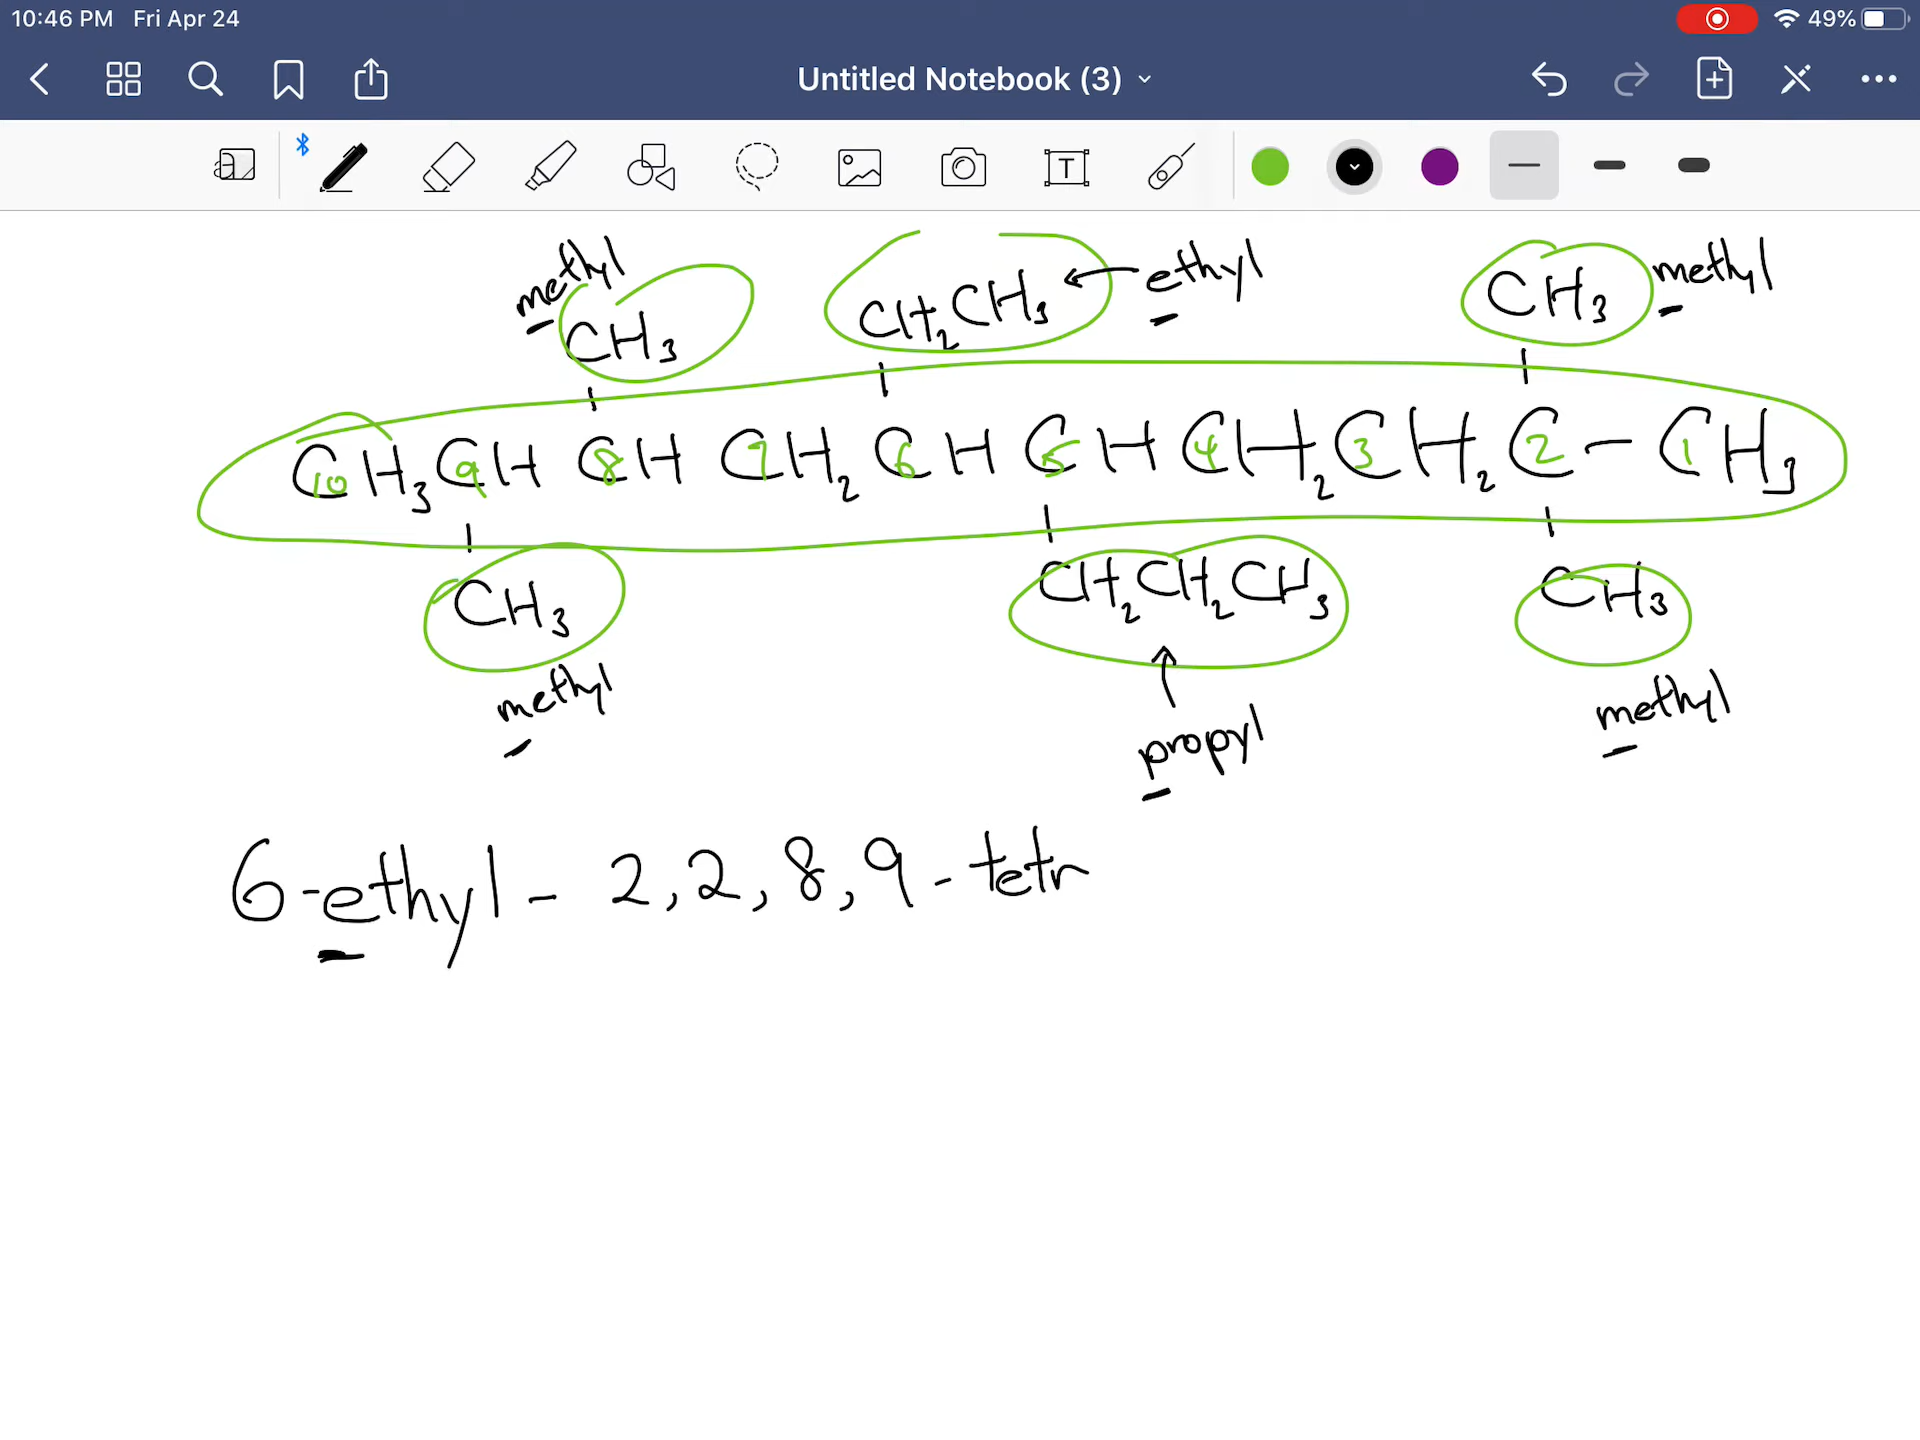 10:46 PM Fri Apr 24
49%
Untitled Notebook (3)
T
methyl
CH₃
CH₂CH₃
ethyl
CH₃
methyl
CH₃CH CH CH₂ CH CH CH₂CH₂C-CH₃
10 9 8 7 6 5 4 3 2 1
CH₃
CH₂CH₂CH₃
CH₃
methyl
propyl
methyl
6-ethyl-2,2,8,9-tetr